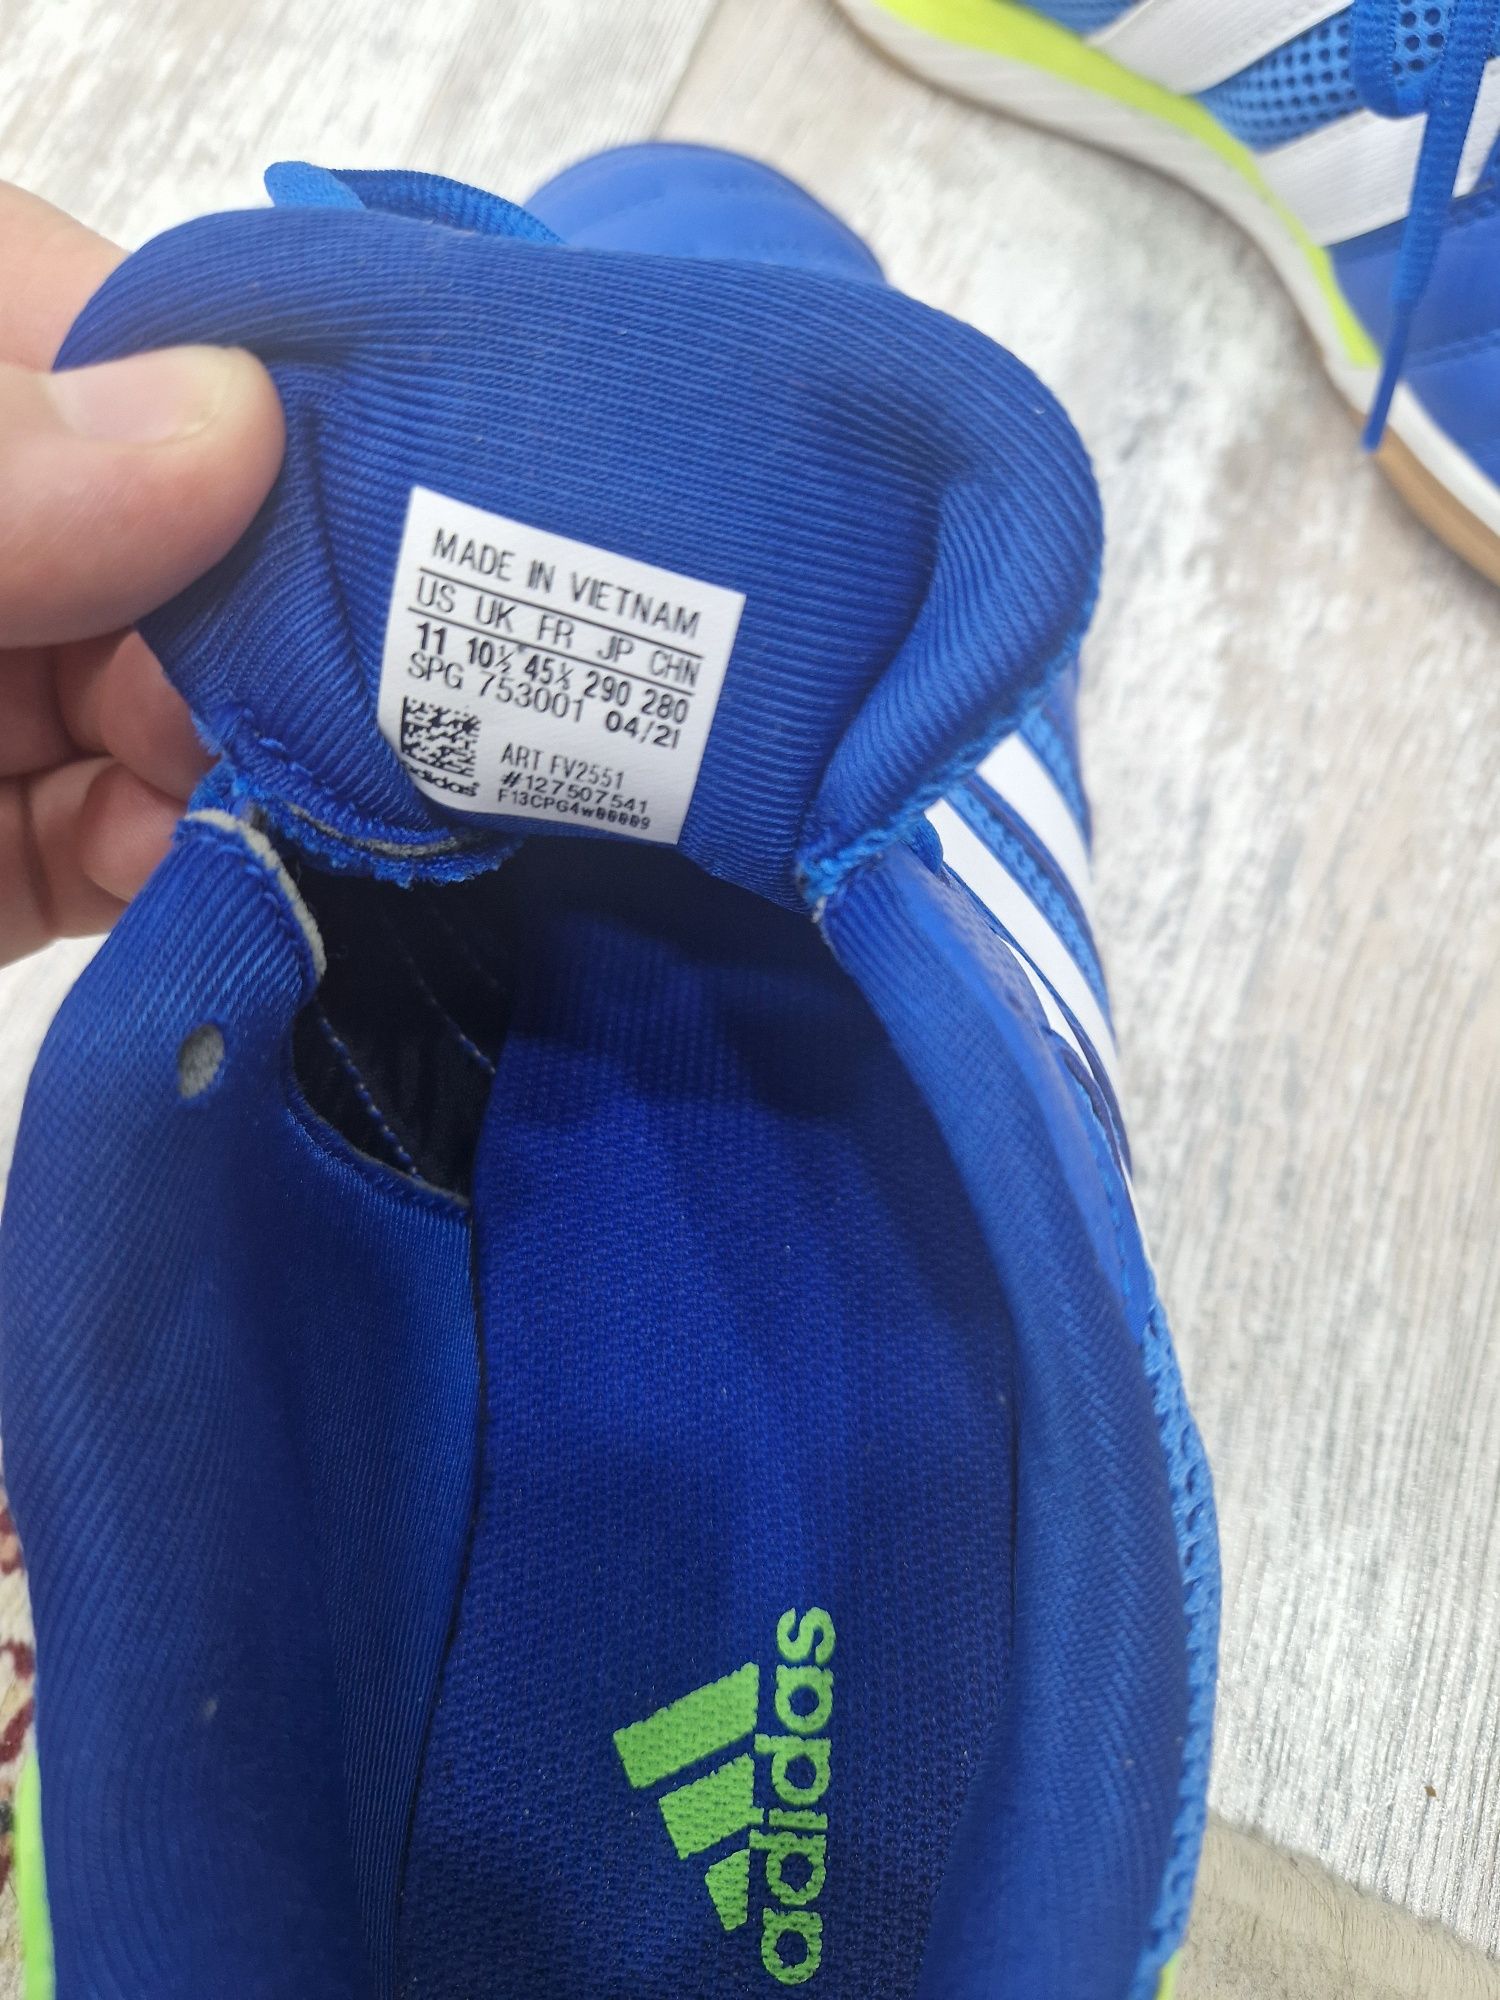 MADE IN VIETNAM
US UK FR JP CHN
11 10½ 45⅓ 290 280
SPG 753001 04/21
ART FV2551
#127507541
F13CPG4W00009
adidas
adidas